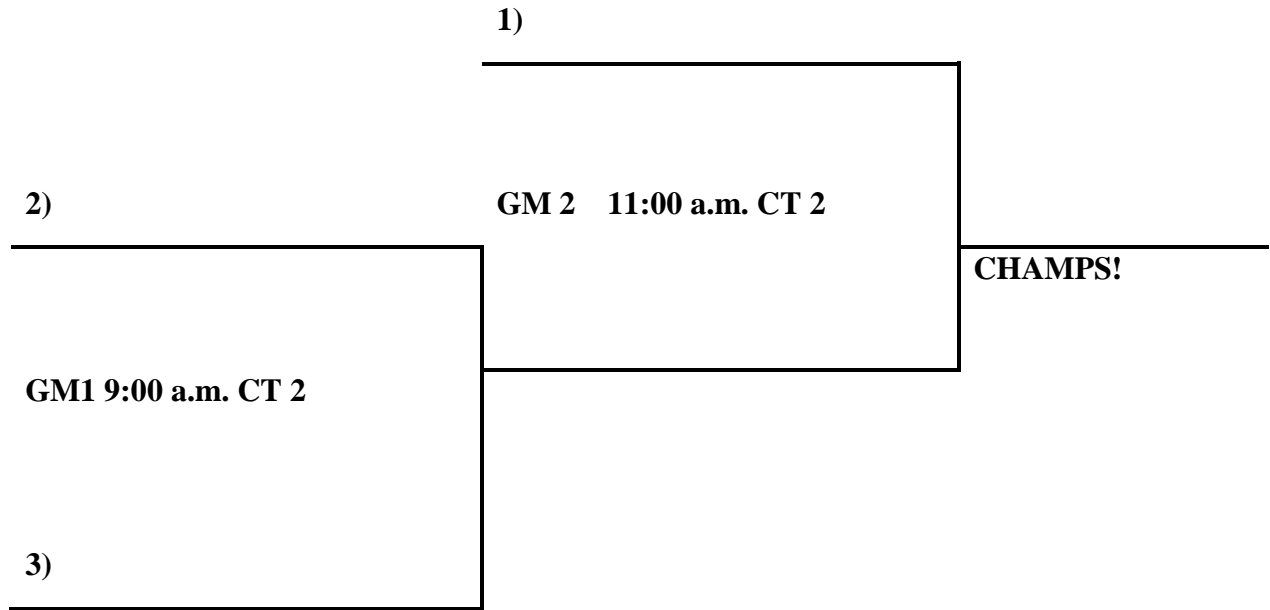 1)
2)
GM 2 11:00 a.m. CT 2
CHAMPS!
GM1 9:00 a.m. CT 2
3)